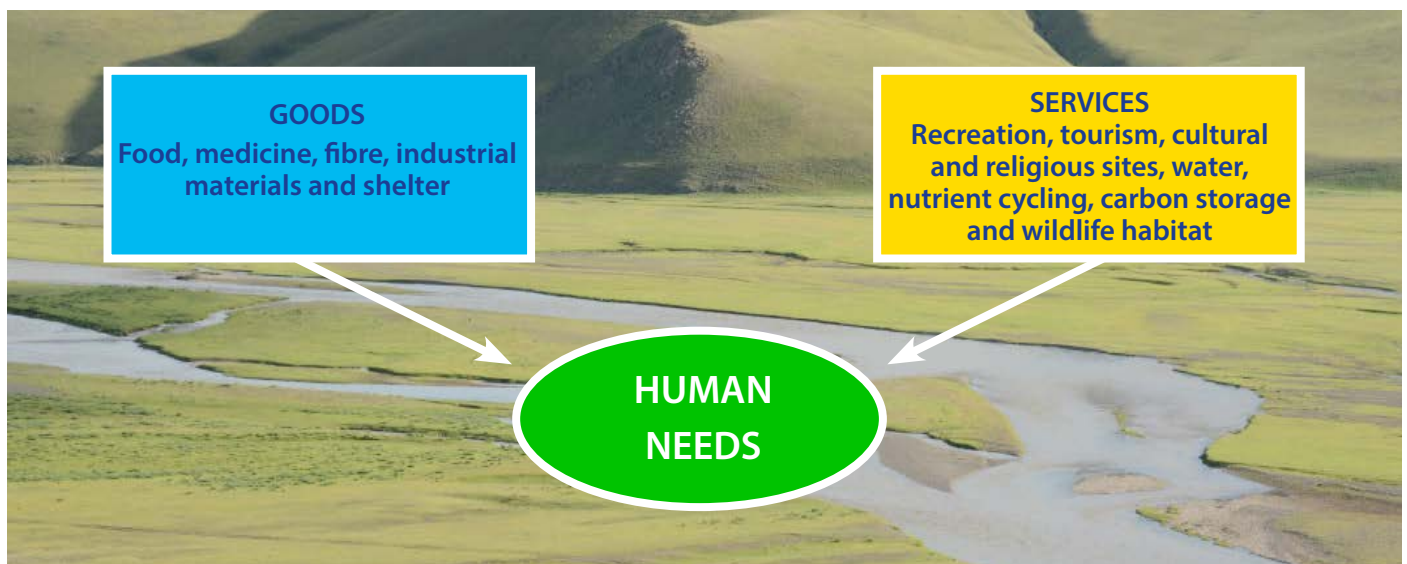 GOODS
Food, medicine, fibre, industrial
materials and shelter
SERVICES
Recreation, tourism, cultural
and religious sites, water,
nutrient cycling, carbon storage
and wildlife habitat
HUMAN
NEEDS